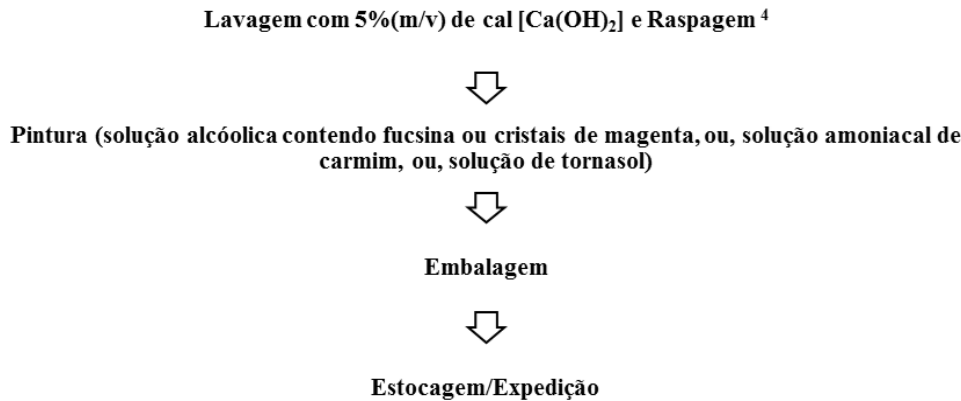 Lavagem com 5%(m/v) de cal [Ca(OH)₂] e Raspagem ⁴
Pintura (solução alcóolica contendo fucsina ou cristais de magenta, ou, solução amoniacal de
carmim, ou, solução de tornasol)
Embalagem
Estocagem/Expedição